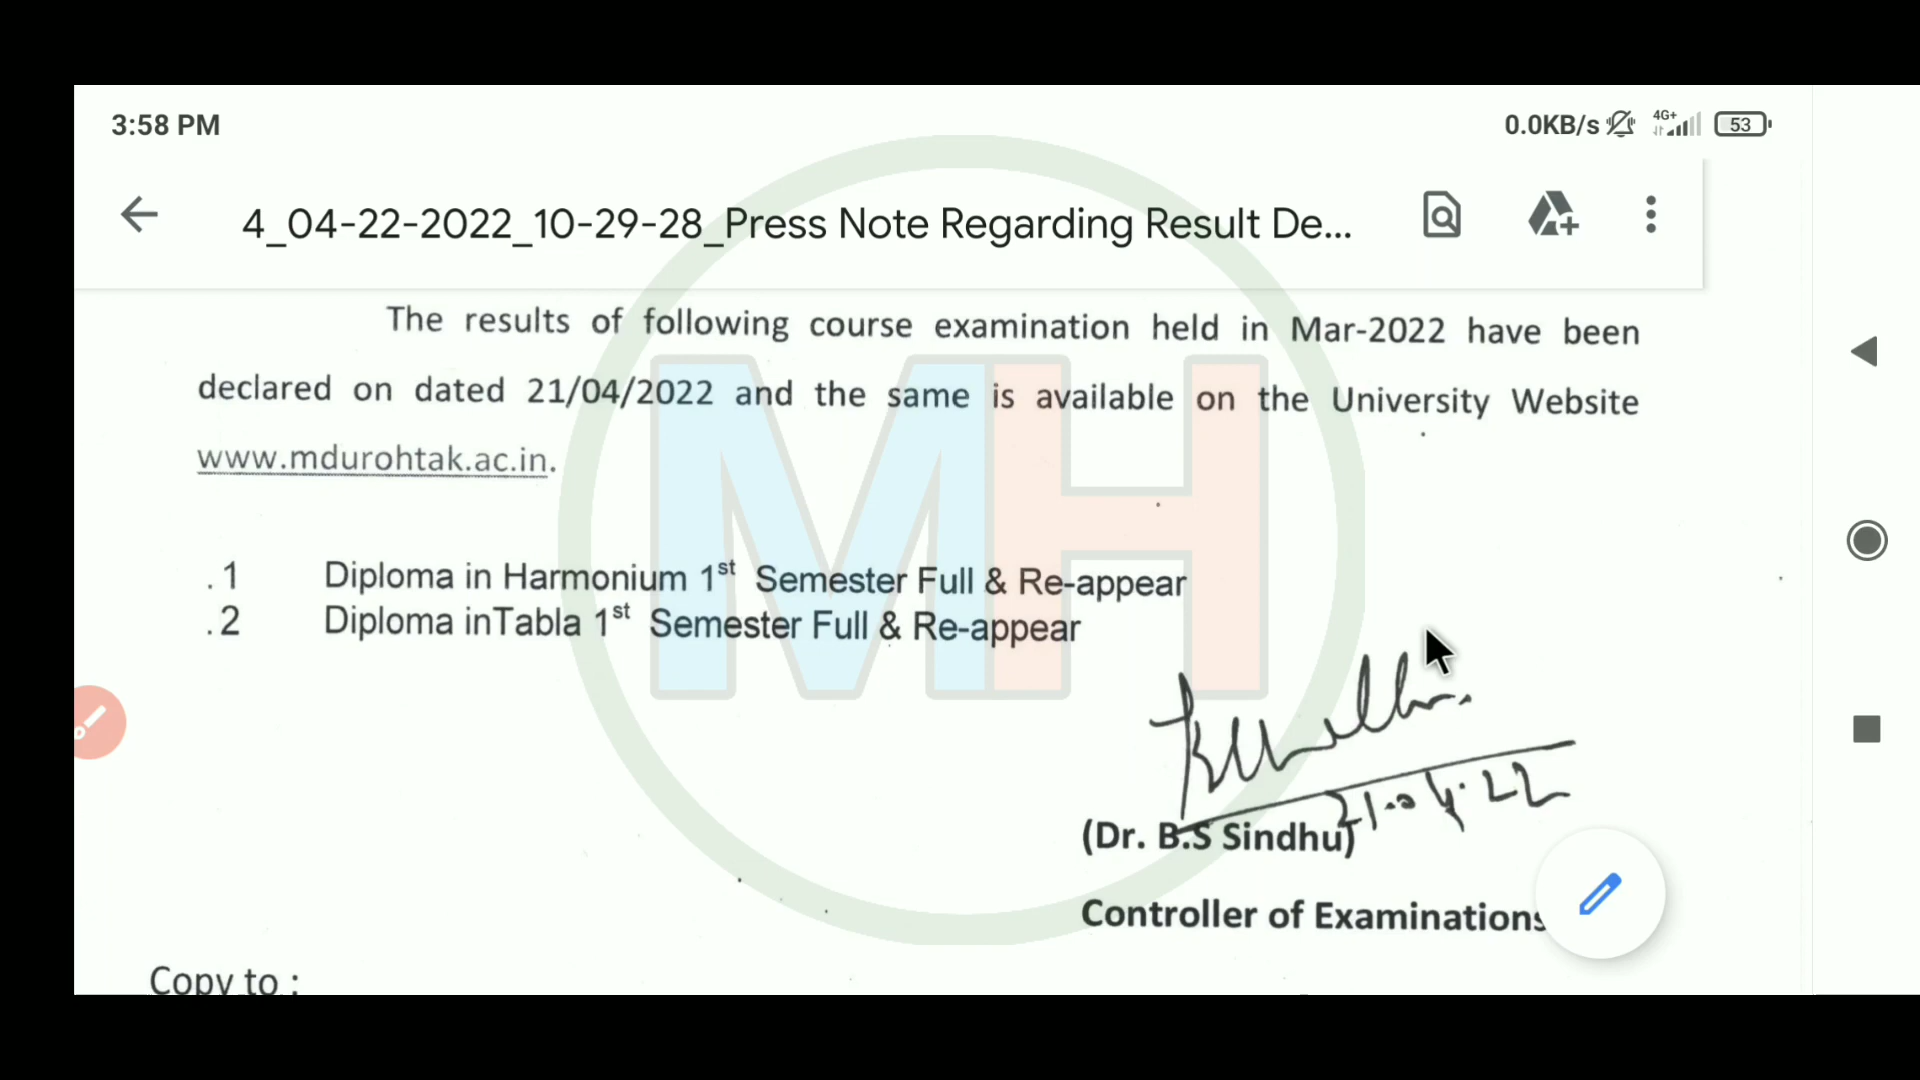 3:58 PM
0.0KB/s 4G+ 53
4_04-22-2022_10-29-28_Press Note Regarding Result De...
The results of following course examination held in Mar-2022 have been
declared on dated 21/04/2022 and the same is available on the University Website
www.mdurohtak.ac.in.
MH
.1 Diploma in Harmonium 1st Semester Full & Re-appear
.2 Diploma inTabla 1st Semester Full & Re-appear
21.04.22
(Dr. B.S Sindhu)
Controller of Examinations
Copy to :